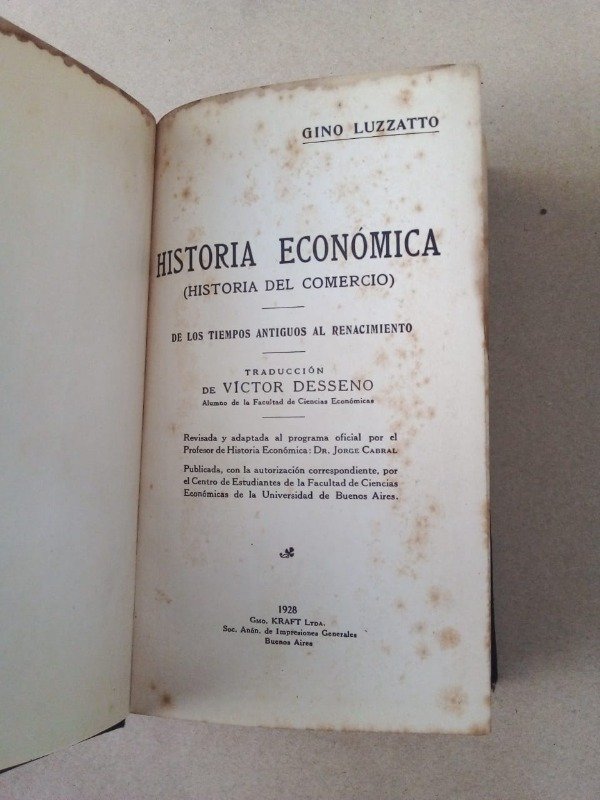 GINO LUZZATTO
HISTORIA ECONÓMICA
(HISTORIA DEL COMERCIO)
DE LOS TIEMPOS ANTIGUOS AL RENACIMIENTO
TRADUCCIÓN
DE VÍCTOR DESSENO
Alumno de la Facultad de Ciencias Económicas
Revisada y adaptada al programa oficial por el
Profesor de Historia Económica: DR. JORGE CABRAL
Publicada, con la autorización correspondiente, por
el Centro de Estudiantes de la Facultad de Ciencias
Económicas de la Universidad de Buenos Aires.
1928
GMO. KRAFT LTDA.
Soc. Anón. de Impresiones Generales
Buenos Aires